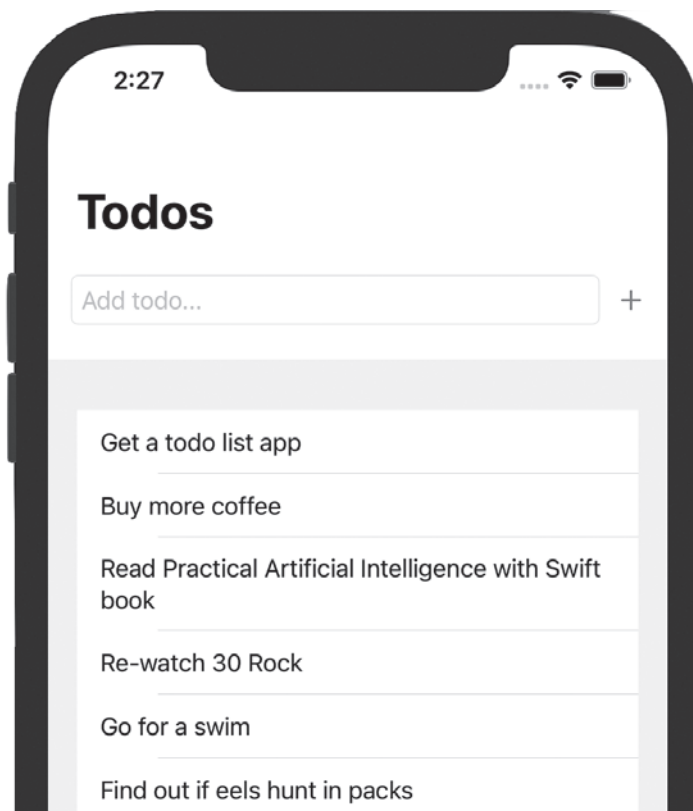 2:27
Todos
Add todo...
+
Get a todo list app
Buy more coffee
Read Practical Artificial Intelligence with Swift
book
Re-watch 30 Rock
Go for a swim
Find out if eels hunt in packs